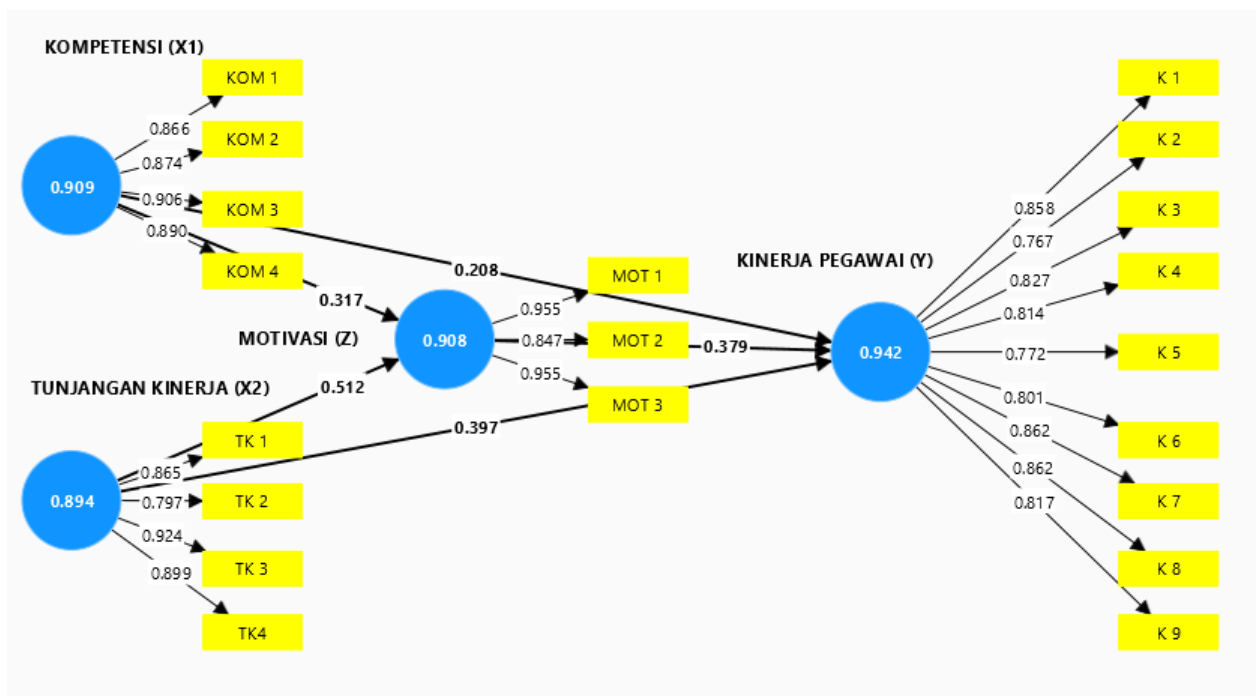 KOMPETENSI (X1)
KOM 1
0.866
KOM 2
0.874
0.909
0.906
KOM 3
0.890
KOM 4
0.208
0.317
MOTIVASI (Z)
0.908
MOT 1
0.955
0.847
MOT 2
0.379
0.955
MOT 3
TUNJANGAN KINERJA (X2)
0.512
0.397
TK 1
0.865
0.894
0.797
TK 2
0.924
TK 3
0.899
TK4
KINERJA PEGAWAI (Y)
0.942
K 1
0.858
K 2
0.767
K 3
0.827
K 4
0.814
K 5
0.772
0.801
K 6
0.862
K 7
0.862
K 8
0.817
K 9